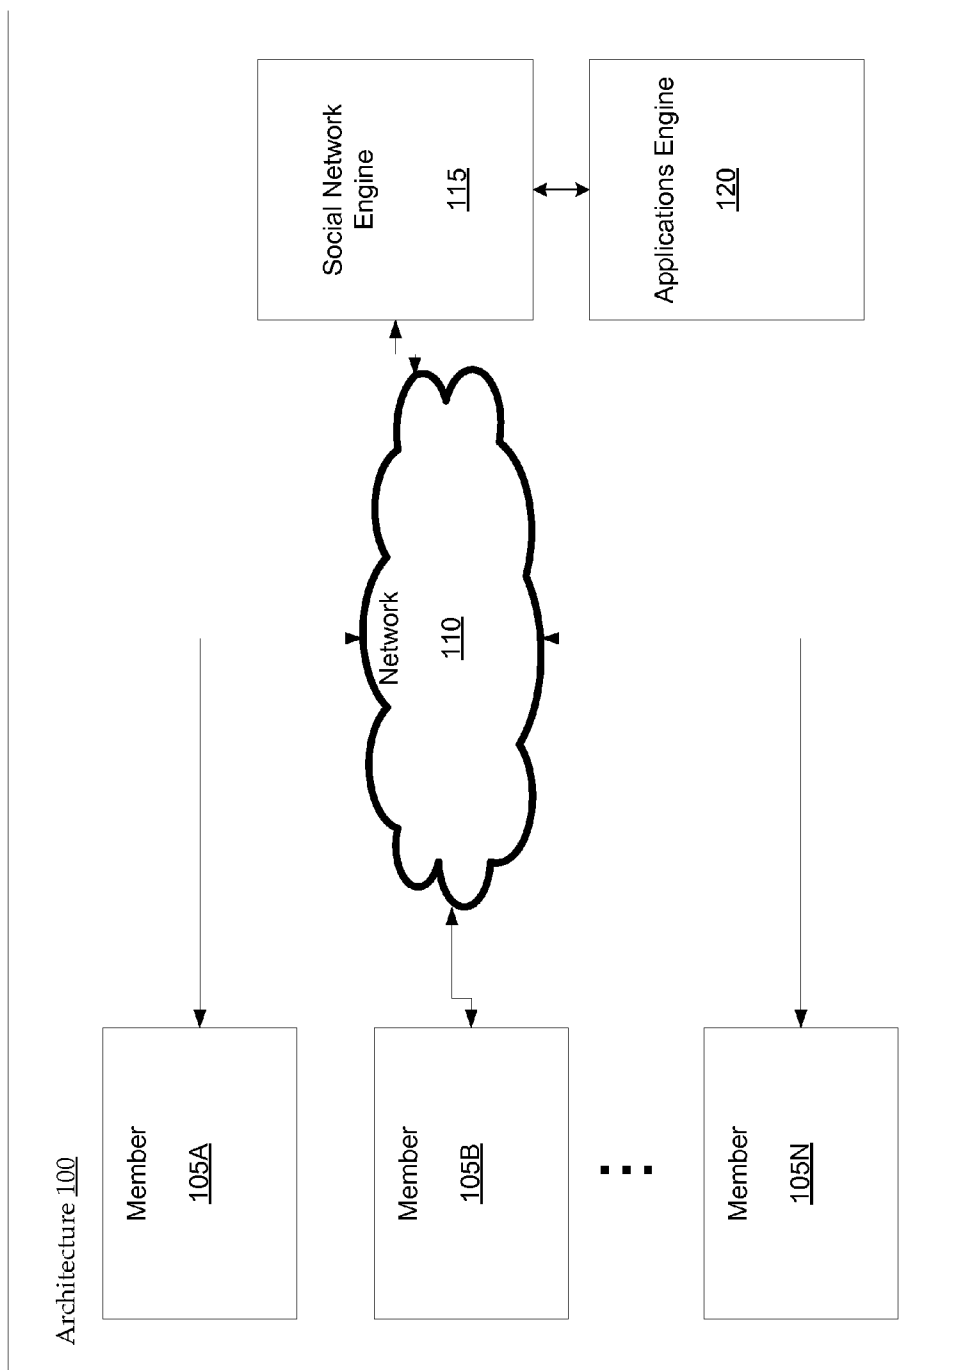 Architecture 100
Member
105A
Member
105B
Member
105N
Network
110
Social Network
Engine
115
Applications Engine
120